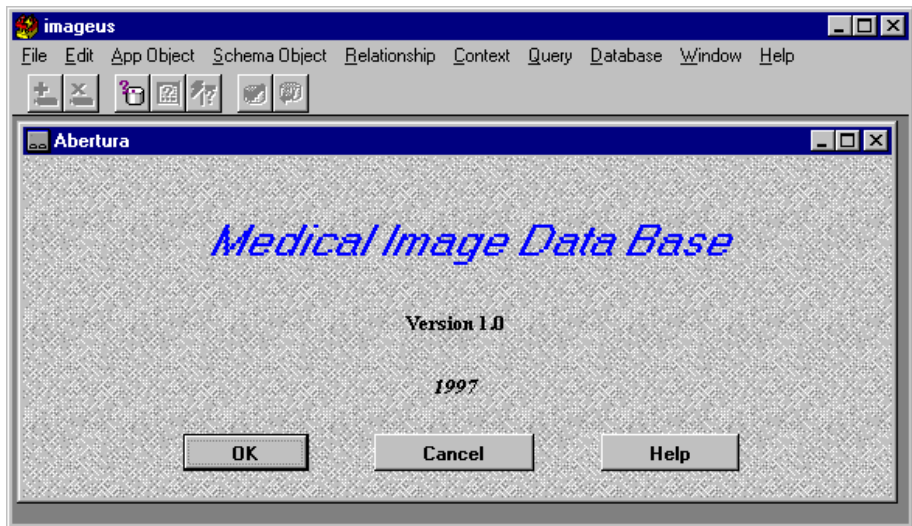 imageus
File Edit App Object Schema Object Relationship Context Query Database Window Help
Abertura
Medical Image Data Base
Version 1.0
1997
OK Cancel Help